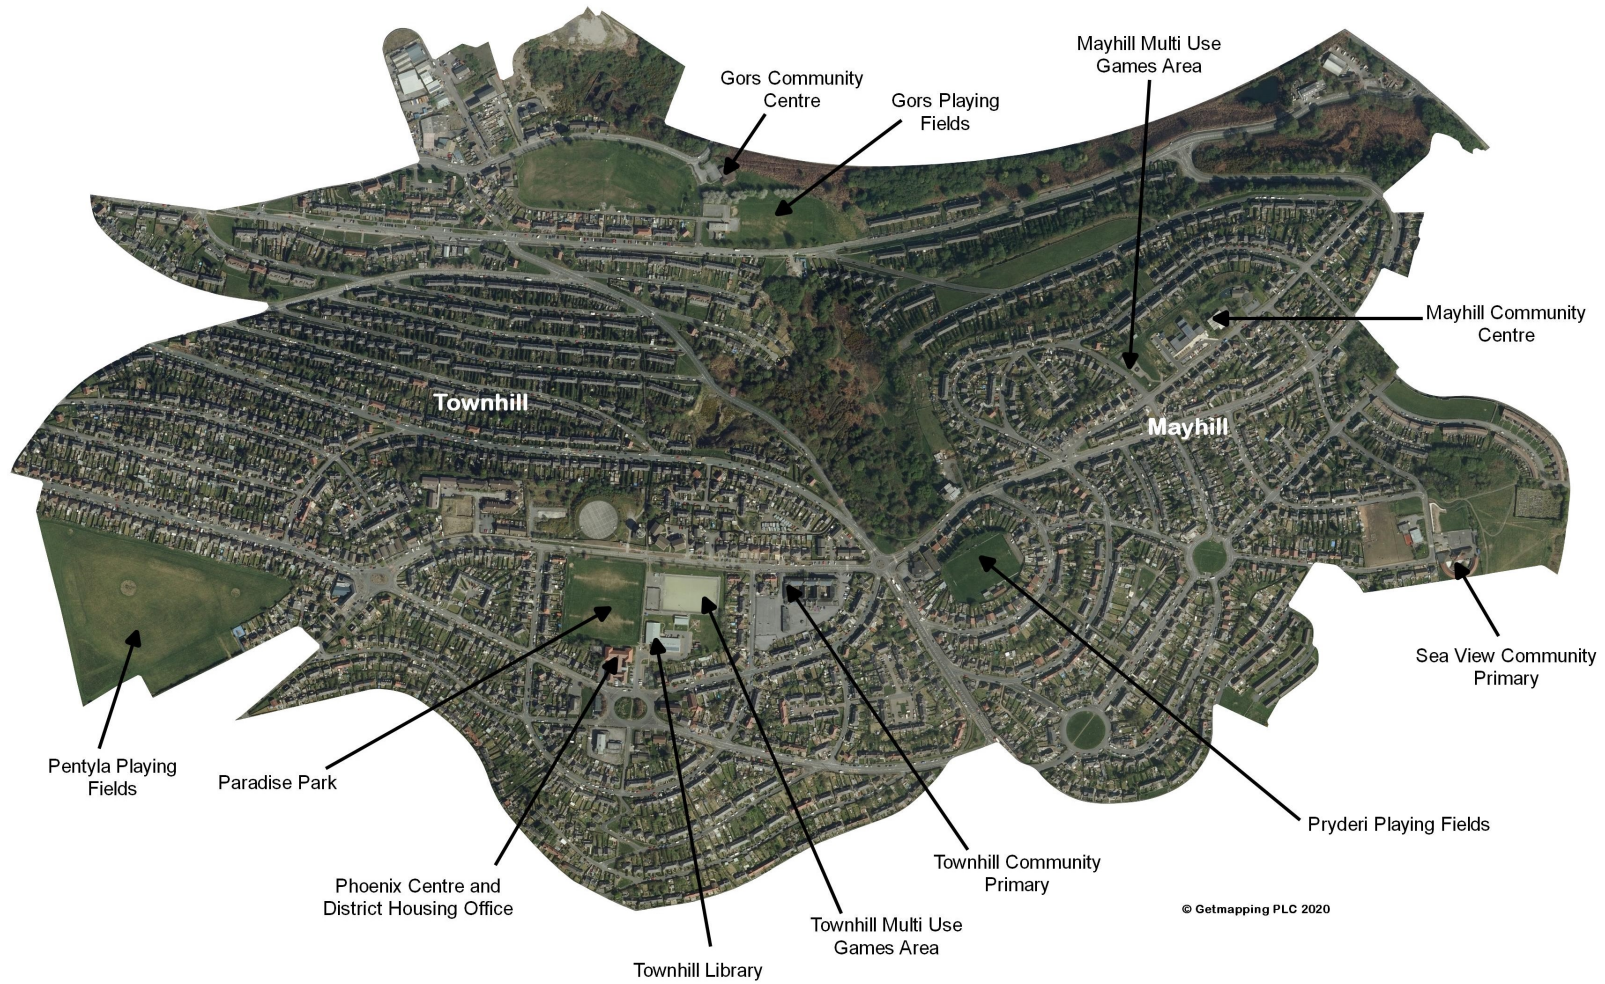 Mayhill Multi Use
Games Area
Gors Community
Centre
Gors Playing
Fields
Mayhill Community
Centre
Townhill
Mayhill
Sea View Community
Primary
Pentyla Playing
Fields
Paradise Park
Pryderi Playing Fields
Townhill Community
Primary
Phoenix Centre and
District Housing Office
© Getmapping PLC 2020
Townhill Multi Use
Games Area
Townhill Library